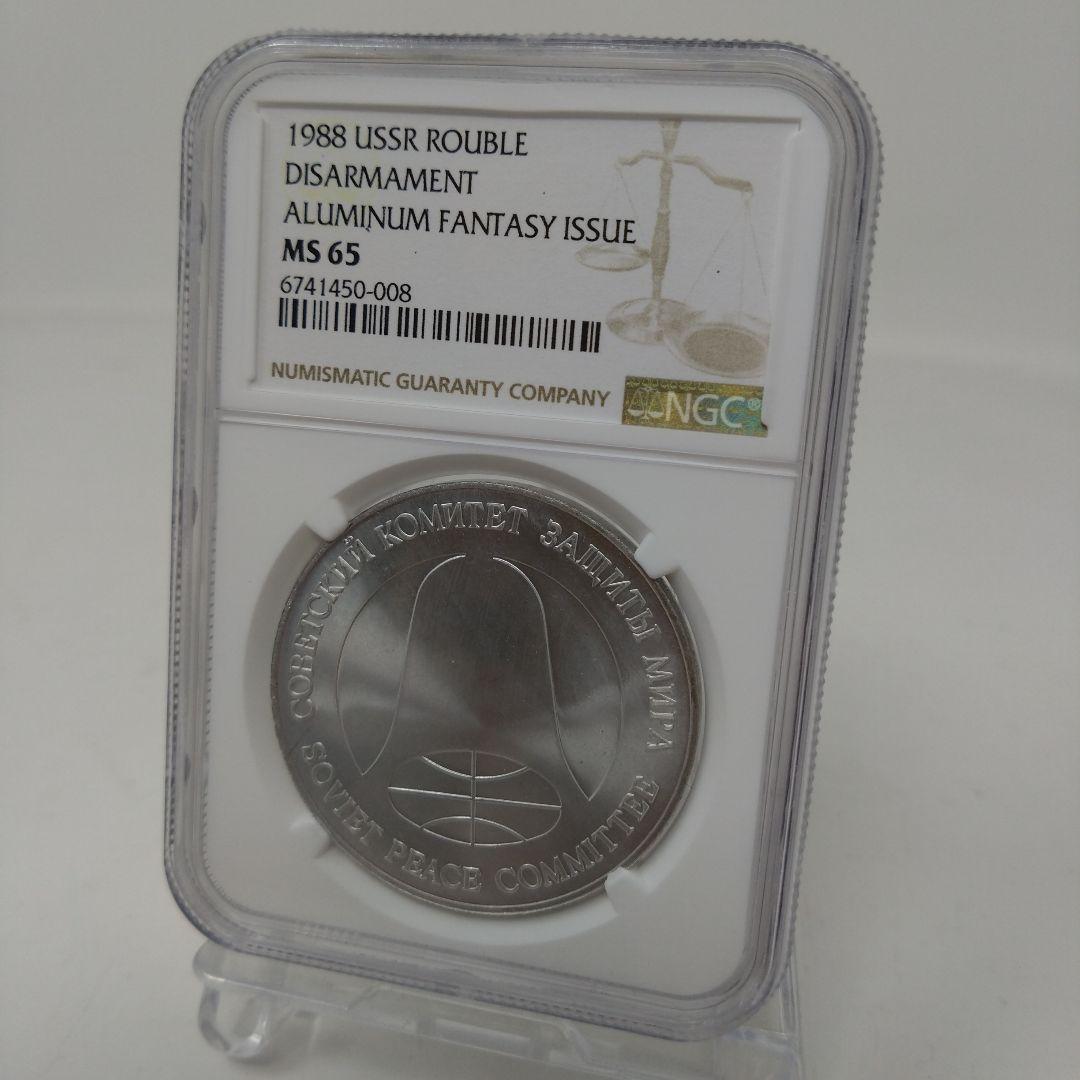 1988 USSR ROUBLE
DISARMAMENT
ALUMINUM FANTASY ISSUE
MS 65
6741450-008
NUMISMATIC GUARANTY COMPANY
NGC®
СОВЕТСКИЙ КОМИТЕТ ЗАЩИТЫ МИРА
SOVIET PEACE COMMITTEE